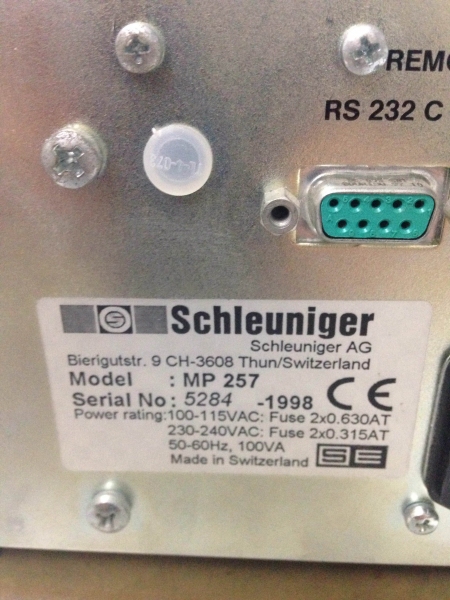 REMO
RS 232 C
Schleuniger
Schleuniger AG
Bierigutstr. 9 CH-3608 Thun/Switzerland
Model : MP 257
Serial No: 5284 -1998 CE
Power rating:100-115VAC: Fuse 2x0.630AT
230-240VAC: Fuse 2x0.315AT
50-60Hz, 100VA
Made in Switzerland